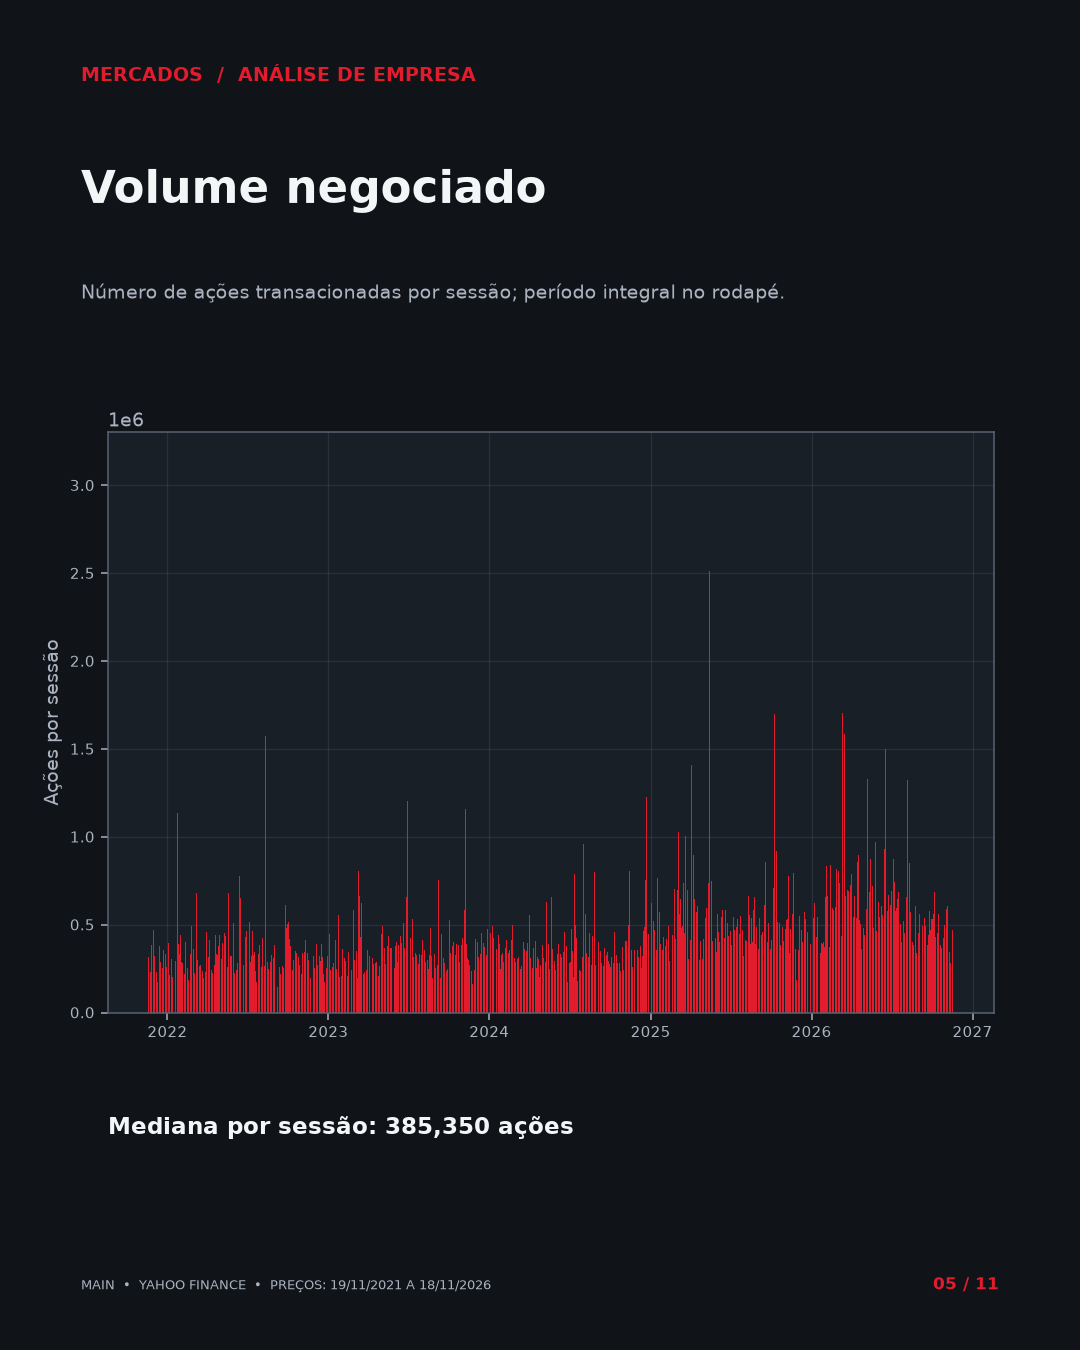 MERCADOS / ANÁLISE DE EMPRESA
Volume negociado
Número de ações transacionadas por sessão; período integral no rodapé.
1e6
3.0
2.5
2.0
1.5
1.0
0.5
0.0
Ações por sessão
2022 2023 2024 2025 2026 2027
Mediana por sessão: 385,350 ações
MAIN • YAHOO FINANCE • PREÇOS: 19/11/2021 A 18/11/2026
05 / 11